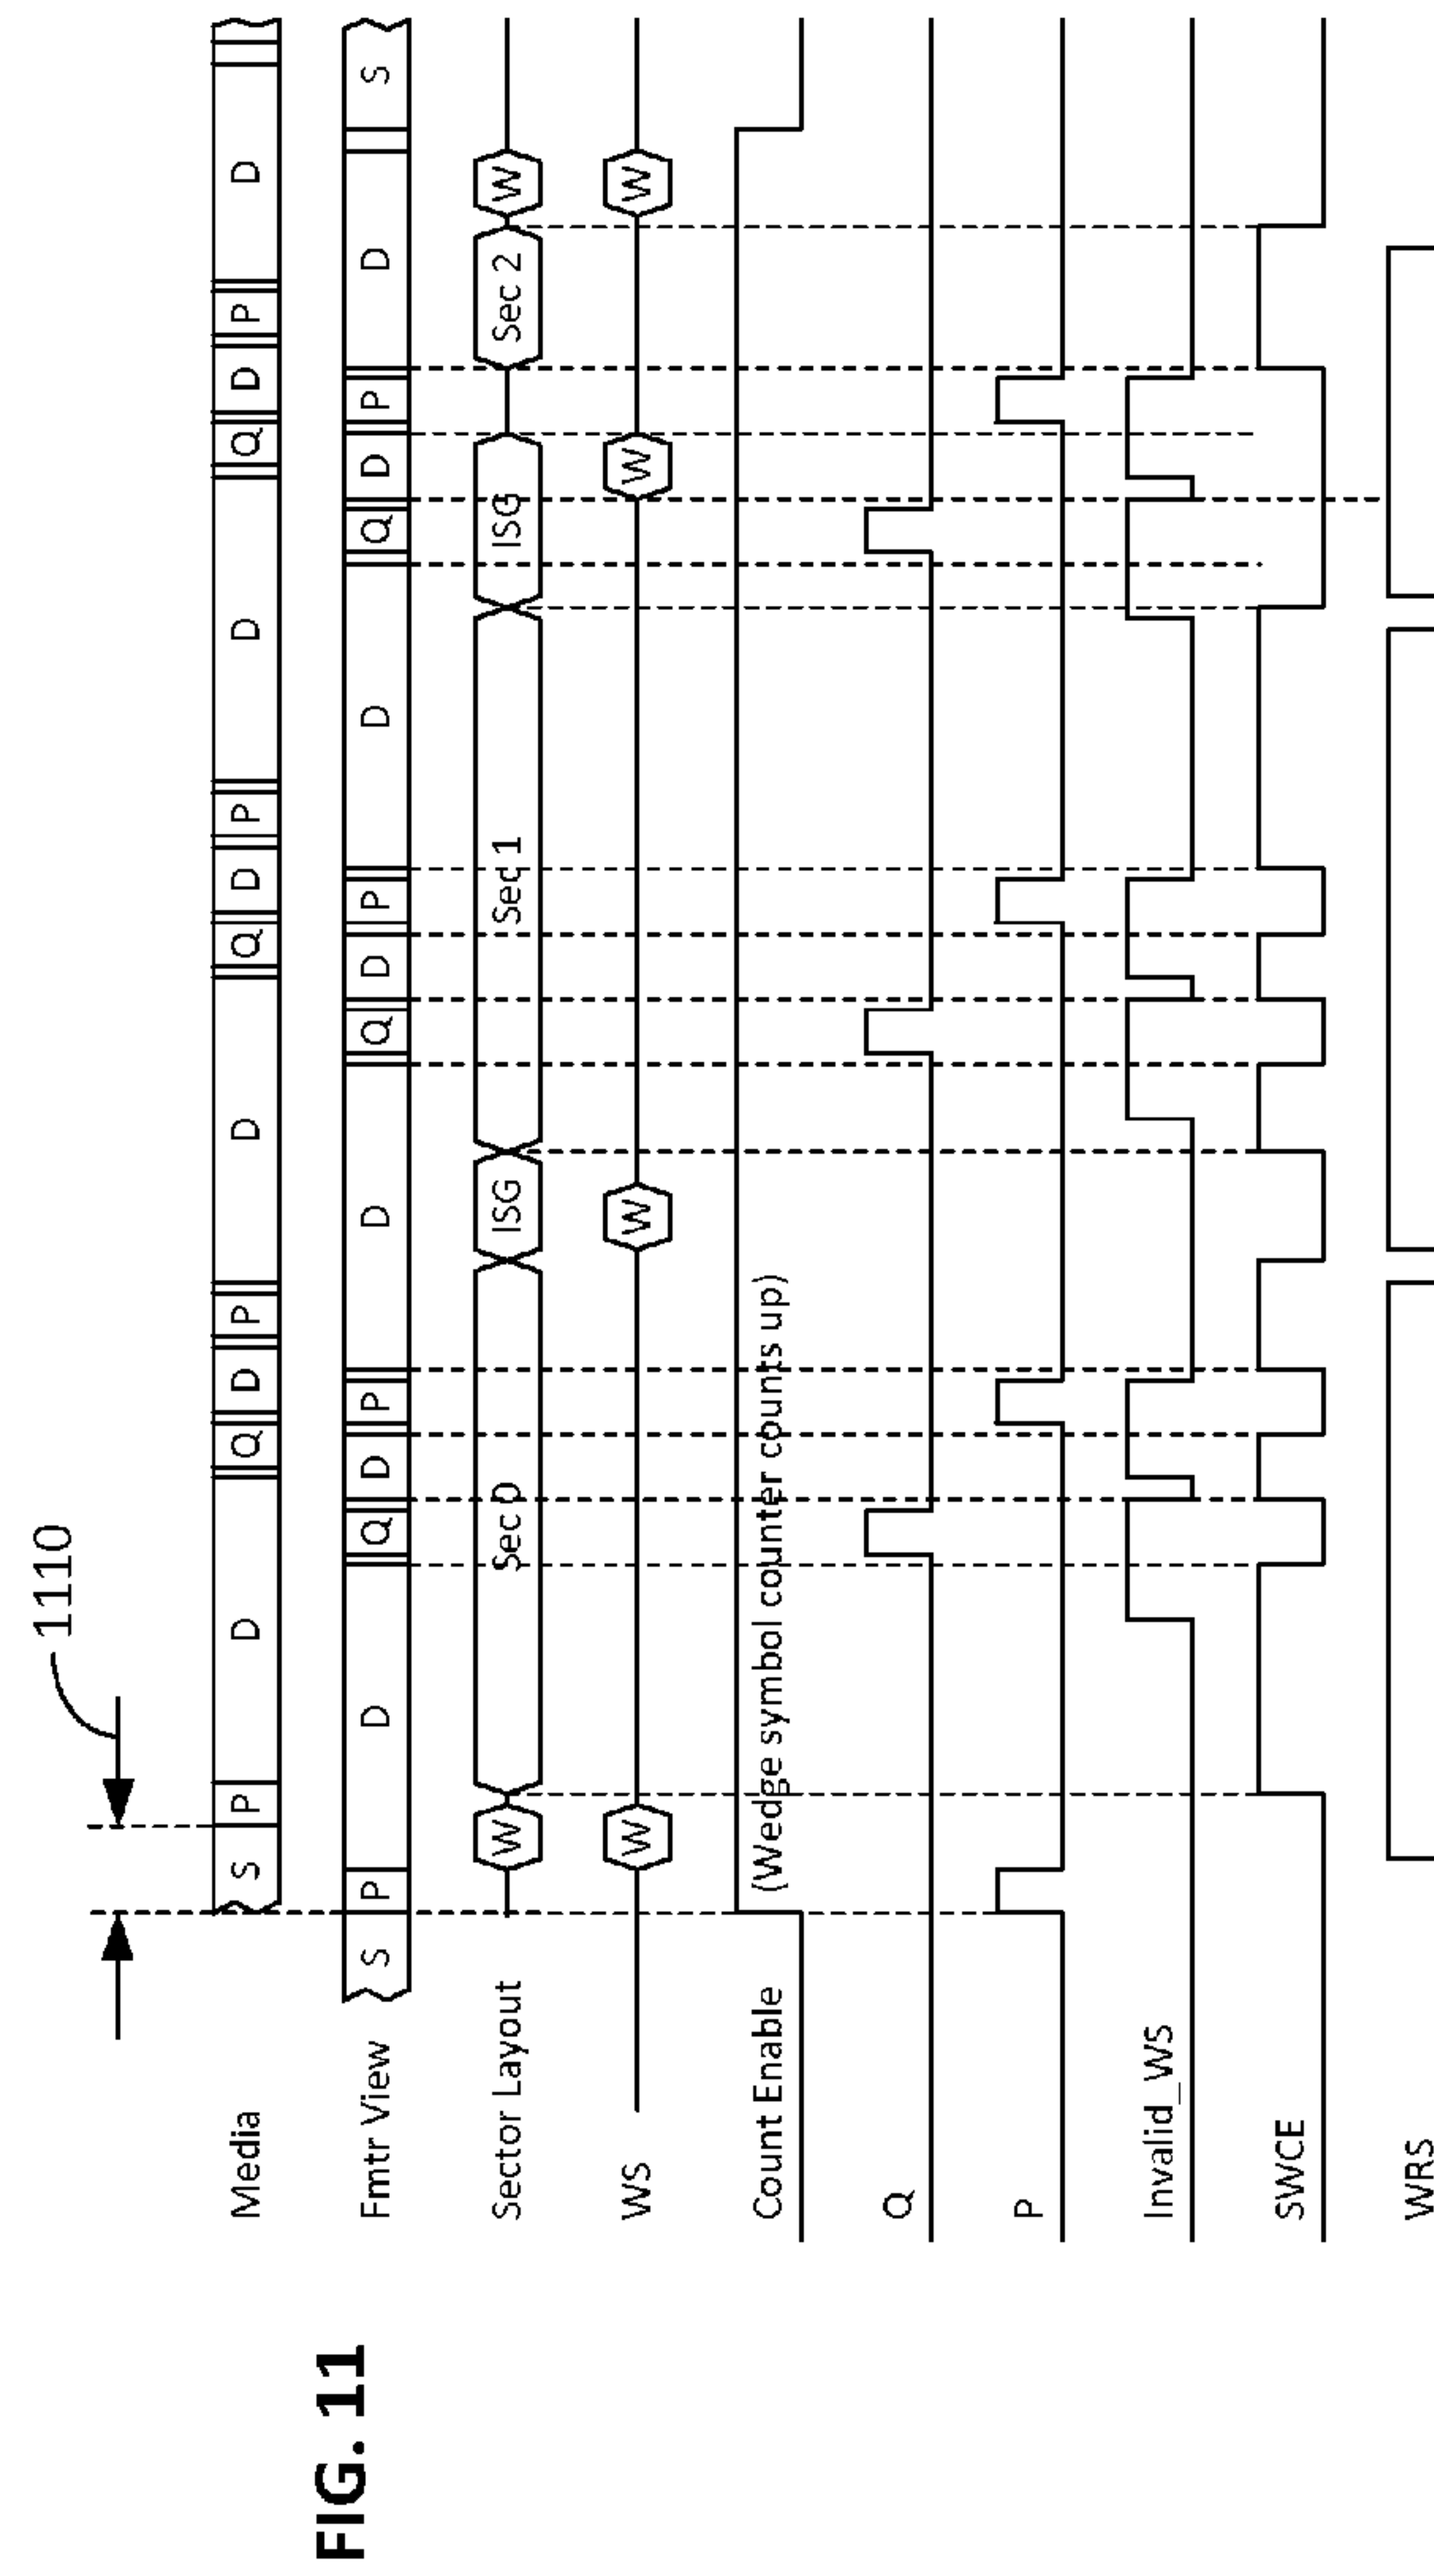 FIG. 11
1110
Media S P D Q D P D Q D P D Q D P D
Fmtr View S P D Q D P D Q D P D Q D P D S
Sector Layout W Sec 0 ISG Sec 1 ISG Sec 2 W
WS W W W W
Count Enable (Wedge symbol counter counts up)
Q
P
Invalid_WS
SWCE
WRS